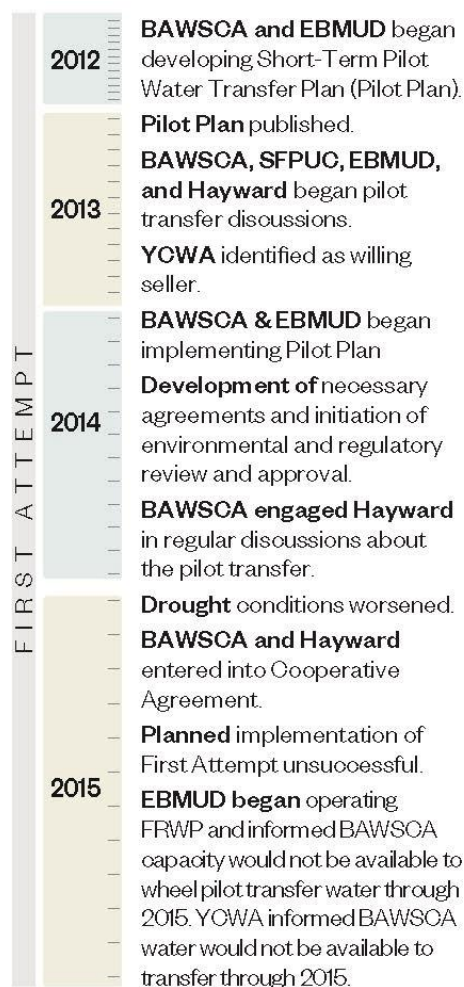 FIRST ATTEMPT
2012
BAWSCA and EBMUD began
developing Short-Term Pilot
Water Transfer Plan (Pilot Plan).
2013
Pilot Plan published.
BAWSCA, SFPUC, EBMUD,
and Hayward began pilot
transfer discussions.
YCWA identified as willing
seller.
2014
BAWSCA & EBMUD began
implementing Pilot Plan
Development of necessary
agreements and initiation of
environmental and regulatory
review and approval.
BAWSCA engaged Hayward
in regular discussions about
the pilot transfer.
2015
Drought conditions worsened.
BAWSCA and Hayward
entered into Cooperative
Agreement.
Planned implementation of
First Attempt unsuccessful.
EBMUD began operating
FRWP and informed BAWSCA
capacity would not be available to
wheel pilot transfer water through
2015. YCWA informed BAWSCA
water would not be available to
transfer through 2015.